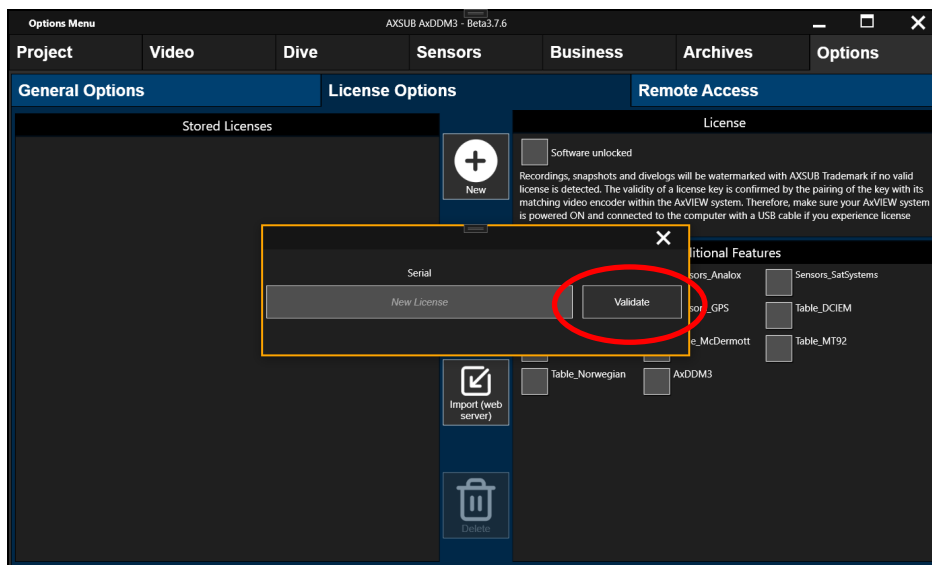 Options Menu
AXSUB AxDDM3 - Beta3.7.6
Project Video Dive Sensors Business Archives Options
General Options License Options Remote Access
Stored Licenses
New
License
Software unlocked
Recordings, snapshots and divelogs will be watermarked with AXSUB Trademark if no valid
license is detected. The validity of a license key is confirmed by the pairing of the key with its
matching video encoder within the AxVIEW system. Therefore, make sure your AxVIEW system
is powered ON and connected to the computer with a USB cable if you experience license
Serial
New License
Validate
ditional Features
sors_Analox Sensors_SatSystems
sors_GPS Table_DCIEM
le_McDermott Table_MT92
Table_Norwegian AxDDM3
Import (web
server)
Delete